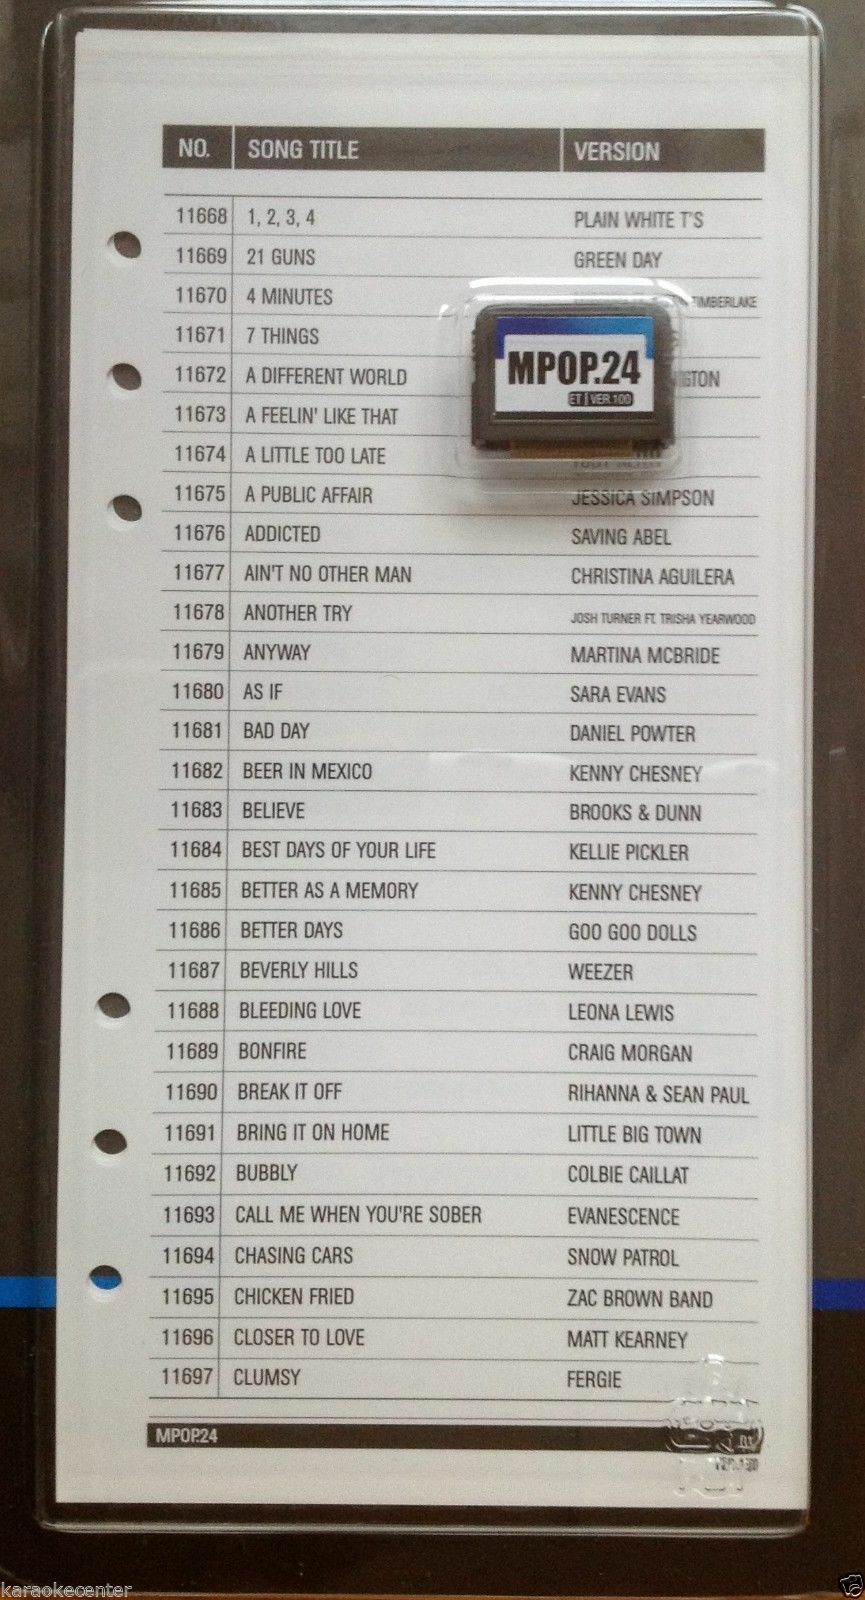 NO. SONG TITLE VERSION
11668 1, 2, 3, 4 PLAIN WHITE T'S
11669 21 GUNS GREEN DAY
11670 4 MINUTES TIMBERLAKE
11671 7 THINGS
11672 A DIFFERENT WORLD
11673 A FEELIN' LIKE THAT
11674 A LITTLE TOO LATE
MPOP.24
ET | VER.100
11675 A PUBLIC AFFAIR JESSICA SIMPSON
11676 ADDICTED SAVING ABEL
11677 AIN'T NO OTHER MAN CHRISTINA AGUILERA
11678 ANOTHER TRY JOSH TURNER FT. TRISHA YEARWOOD
11679 ANYWAY MARTINA MCBRIDE
11680 AS IF SARA EVANS
11681 BAD DAY DANIEL POWTER
11682 BEER IN MEXICO KENNY CHESNEY
11683 BELIEVE BROOKS & DUNN
11684 BEST DAYS OF YOUR LIFE KELLIE PICKLER
11685 BETTER AS A MEMORY KENNY CHESNEY
11686 BETTER DAYS GOO GOO DOLLS
11687 BEVERLY HILLS WEEZER
11688 BLEEDING LOVE LEONA LEWIS
11689 BONFIRE CRAIG MORGAN
11690 BREAK IT OFF RIHANNA & SEAN PAUL
11691 BRING IT ON HOME LITTLE BIG TOWN
11692 BUBBLY COLBIE CAILLAT
11693 CALL ME WHEN YOU'RE SOBER EVANESCENCE
11694 CHASING CARS SNOW PATROL
11695 CHICKEN FRIED ZAC BROWN BAND
11696 CLOSER TO LOVE MATT KEARNEY
11697 CLUMSY FERGIE
MPOP.24
karaokecenter